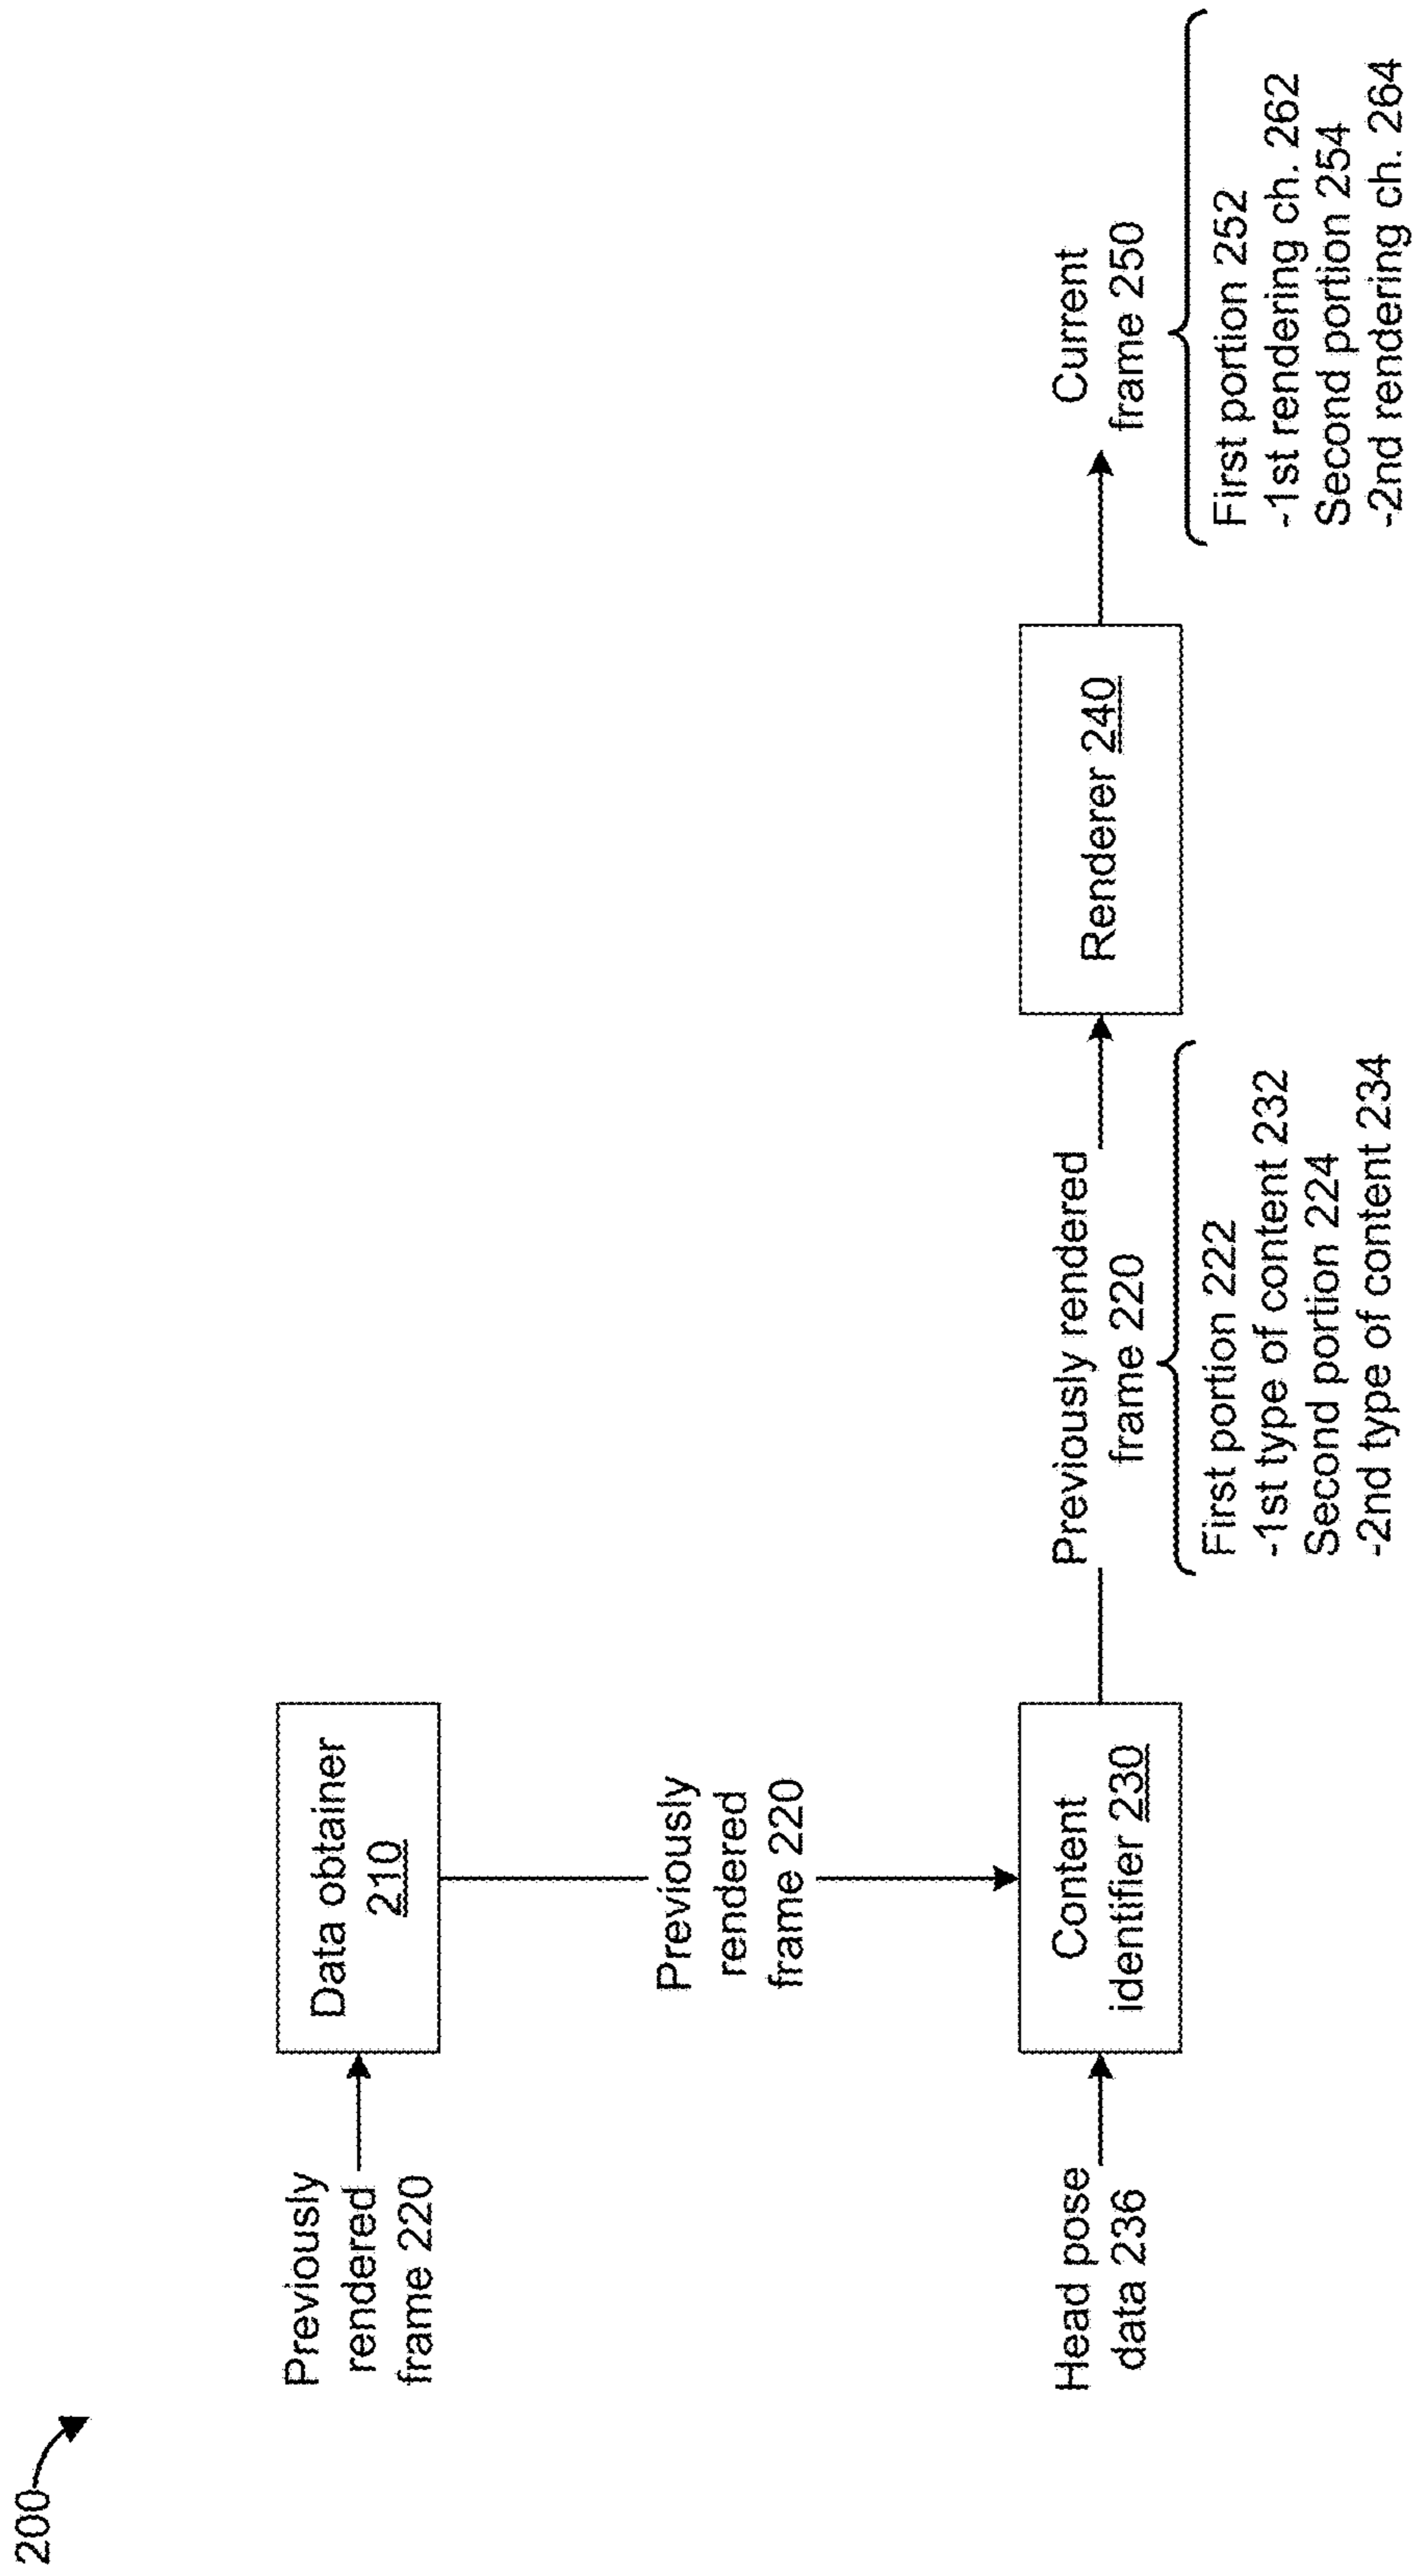 200
Previously
rendered
frame 220
Data obtainer
210
Previously
rendered
frame 220
Head pose
data 236
Content
identifier 230
Previously rendered
frame 220
First portion 222
-1st type of content 232
Second portion 224
-2nd type of content 234
Renderer 240
Current
frame 250
First portion 252
-1st rendering ch. 262
Second portion 254
-2nd rendering ch. 264